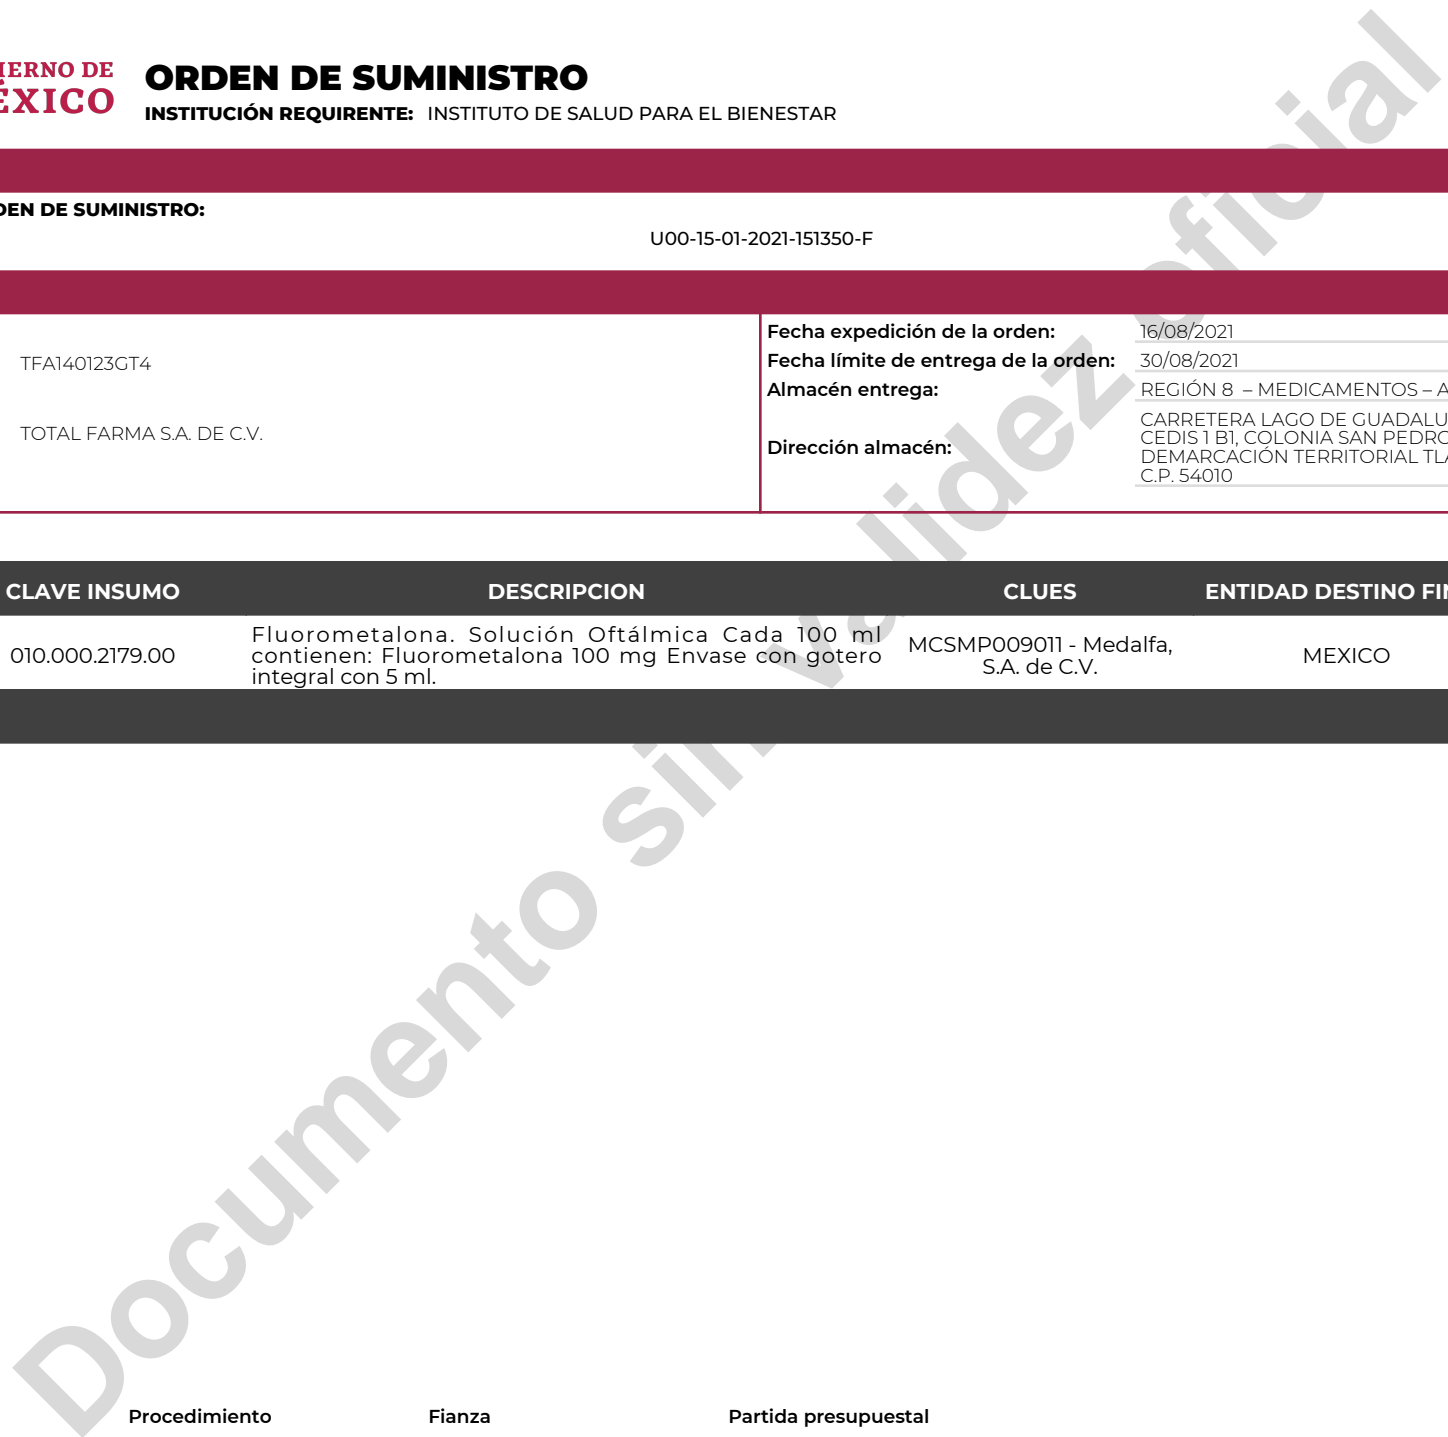 IERNO DE
ÉXICO
ORDEN DE SUMINISTRO
INSTITUCIÓN REQUIRENTE: INSTITUTO DE SALUD PARA EL BIENESTAR
DEN DE SUMINISTRO:
U00-15-01-2021-151350-F
TFA140123GT4
TOTAL FARMA S.A. DE C.V.
Fecha expedición de la orden: 16/08/2021
Fecha límite de entrega de la orden: 30/08/2021
Almacén entrega: REGIÓN 8 – MEDICAMENTOS – A
Dirección almacén:
CARRETERA LAGO DE GUADALU
CEDIS 1 B1, COLONIA SAN PEDRO
DEMARCACIÓN TERRITORIAL TLA
C.P. 54010
CLAVE INSUMO DESCRIPCION CLUES ENTIDAD DESTINO FIN
010.000.2179.00
Fluorometalona. Solución Oftálmica Cada 100 ml
contienen: Fluorometalona 100 mg Envase con gotero
integral con 5 ml.
MCSMP009011 - Medalfa,
S.A. de C.V.
MEXICO
Documento sin validez oficial
Procedimiento Fianza Partida presupuestal